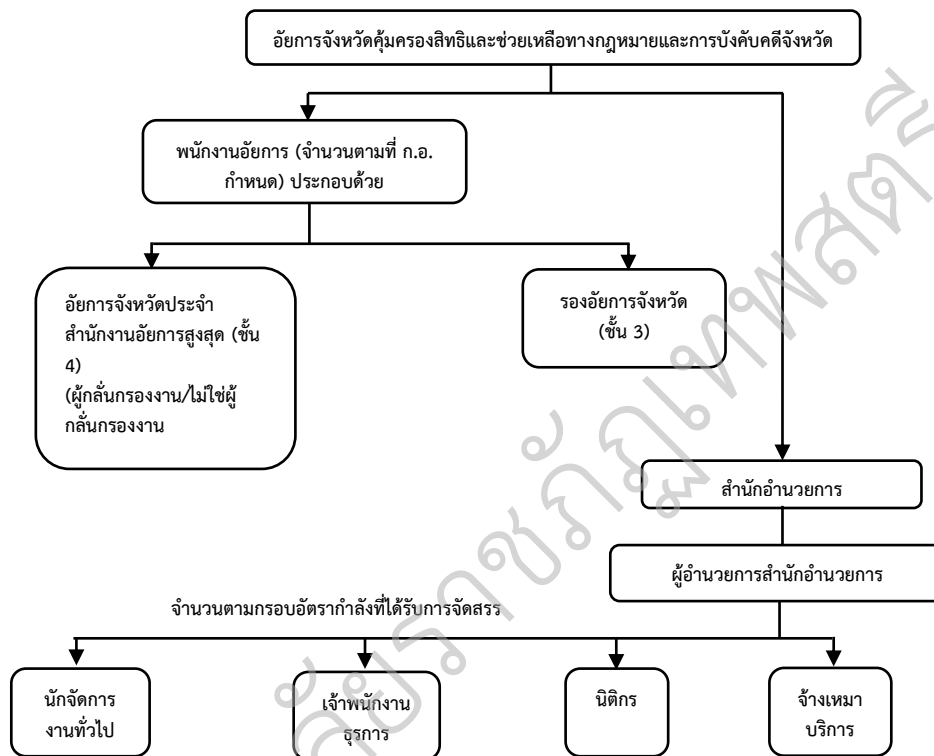 อัยการจังหวัดคุ้มครองสิทธิและช่วยเหลือทางกฎหมายและการบังคับคดีจังหวัด
พนักงานอัยการ (จำนวนตามที่ ก.อ.
กำหนด) ประกอบด้วย
อัยการจังหวัดประจำ
สำนักงานอัยการสูงสุด (ชั้น
4)
(ผู้กลั่นกรองงาน/ไม่ใช่ผู้
กลั่นกรองงาน
รองอัยการจังหวัด
(ชั้น 3)
สำนักอำนวยการ
ผู้อำนวยการสำนักอำนวยการ
จำนวนตามกรอบอัตรากำลังที่ได้รับการจัดสรร
นักจัดการ
งานทั่วไป
เจ้าพนักงาน
ธุรการ
นิติกร
จ้างเหมา
บริการ
ลัยราชภัฏเทพสตรี